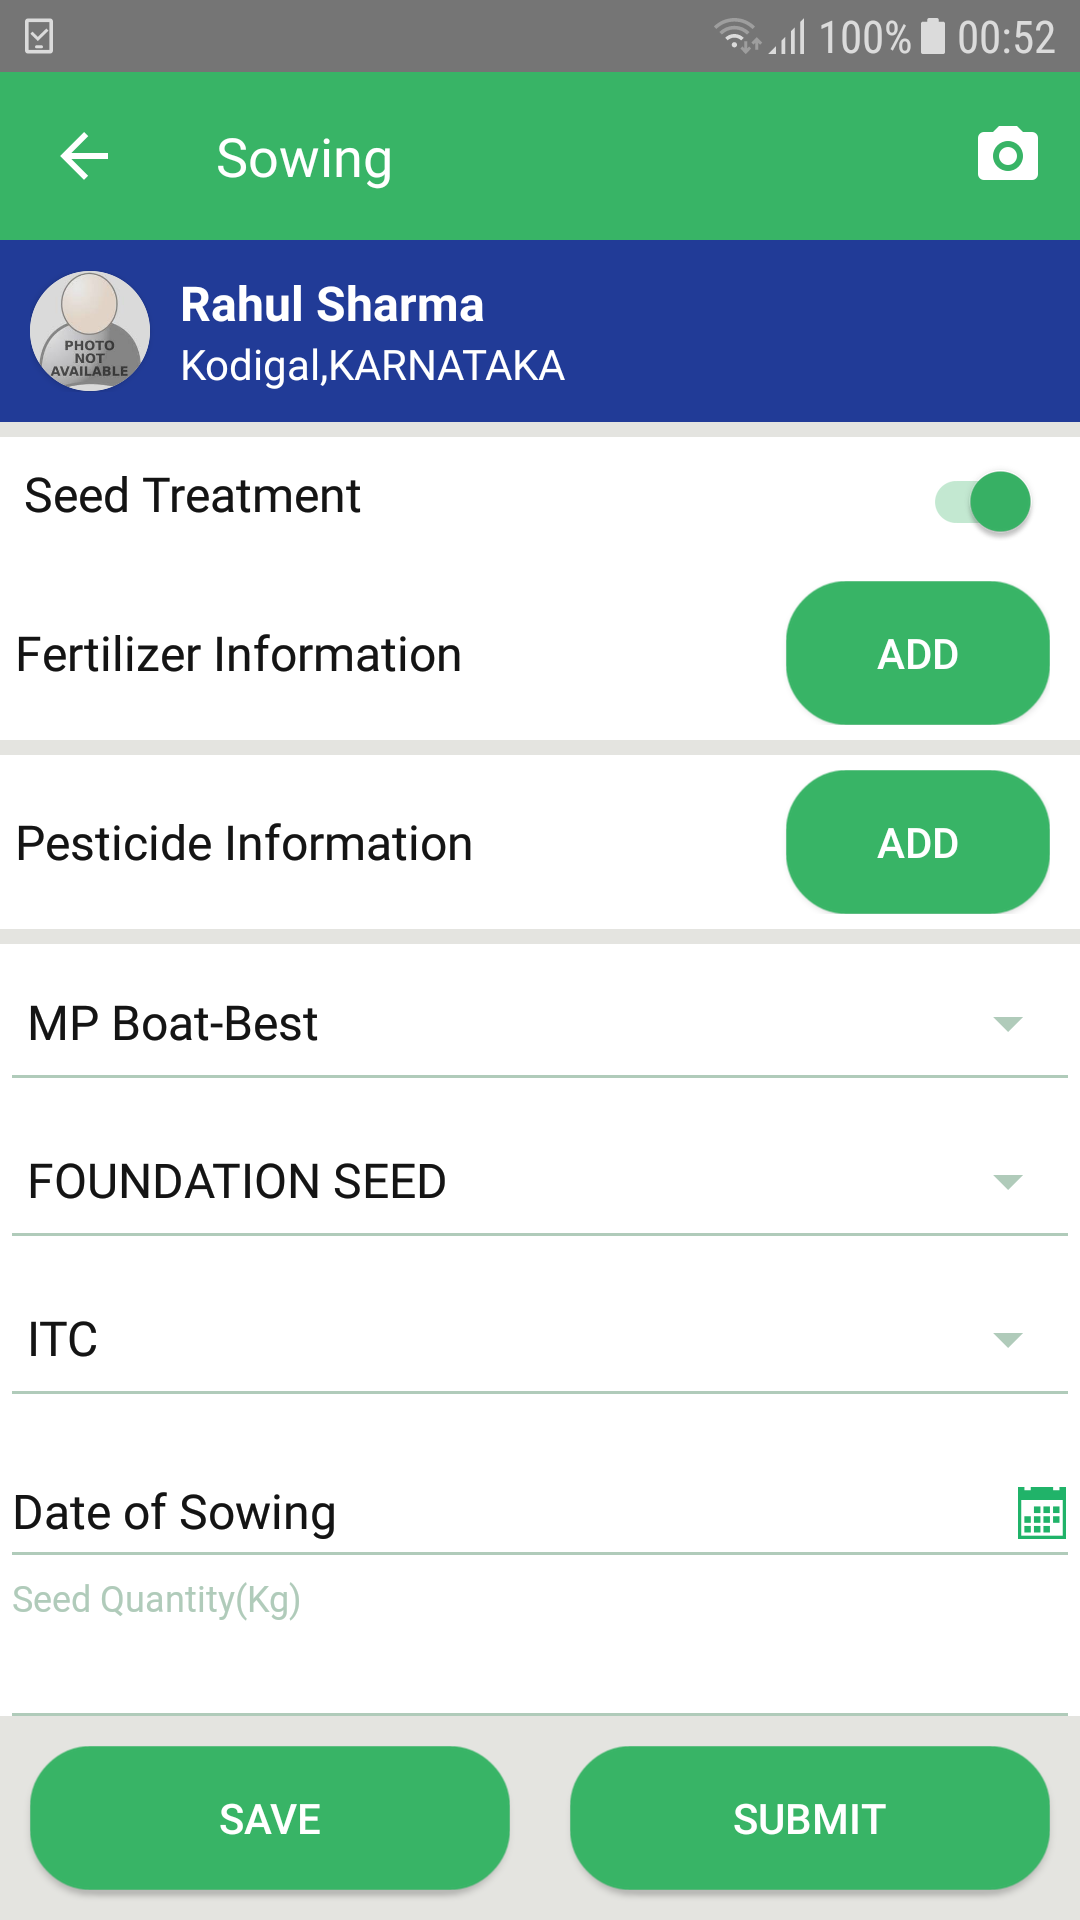 100% 00:52
Sowing
PHOTO
NOT
AVAILABLE
Rahul Sharma
Kodigal,KARNATAKA
Seed Treatment
Fertilizer Information ADD
Pesticide Information ADD
MP Boat-Best
FOUNDATION SEED
ITC
Date of Sowing
Seed Quantity(Kg)
SAVE SUBMIT